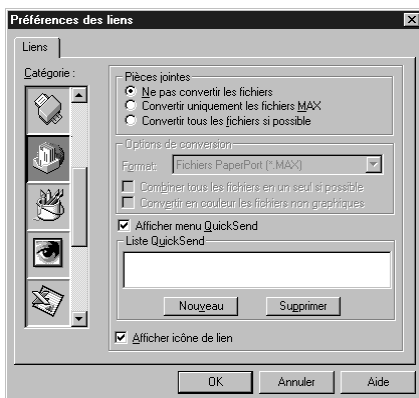 Préférences des liens
Liens
Catégorie :
Pièces jointes
Ne pas convertir les fichiers
Convertir uniquement les fichiers MAX
Convertir tous les fichiers si possible
Options de conversion
Format: Fichiers PaperPort (*.MAX)
Combiner tous les fichiers en un seul si possible
Convertir en couleur les fichiers non graphiques
Afficher menu QuickSend
Liste QuickSend
Nouveau Supprimer
Afficher icône de lien
OK Annuler Aide